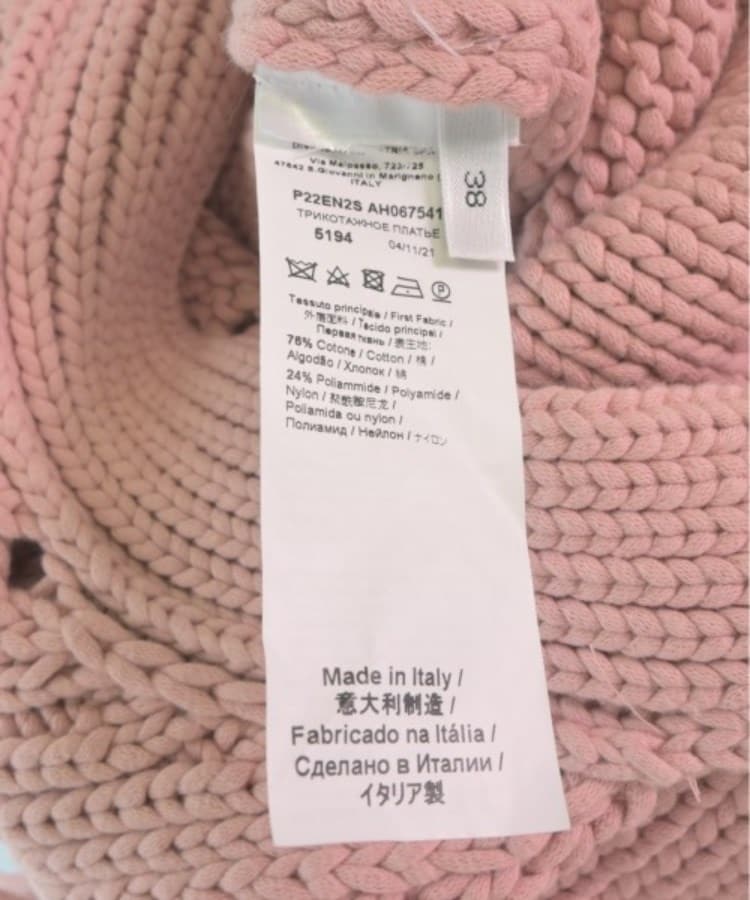 Via Malpasso, 723/725
47842 S.Giovanni in Marignano (
ITALY
P22EN2S AH067541
ТРИКОТАЖНОЕ ПЛАТЬЕ
5194 04/11/21
38
Tessuto principale / First Fabric /
外层面料 / Tecido principal /
Первая ткань / 表生地:
76% Cotone / Cotton / 棉 /
Algodão / Хлопок / 綿
24% Poliammide / Polyamide /
Nylon / 聚酰胺尼龙 /
Poliamida ou nylon /
Полиамид / Нейлон / ナイロン
Made in Italy /
意大利制造 /
Fabricado na Itália /
Сделано в Италии /
イタリア製